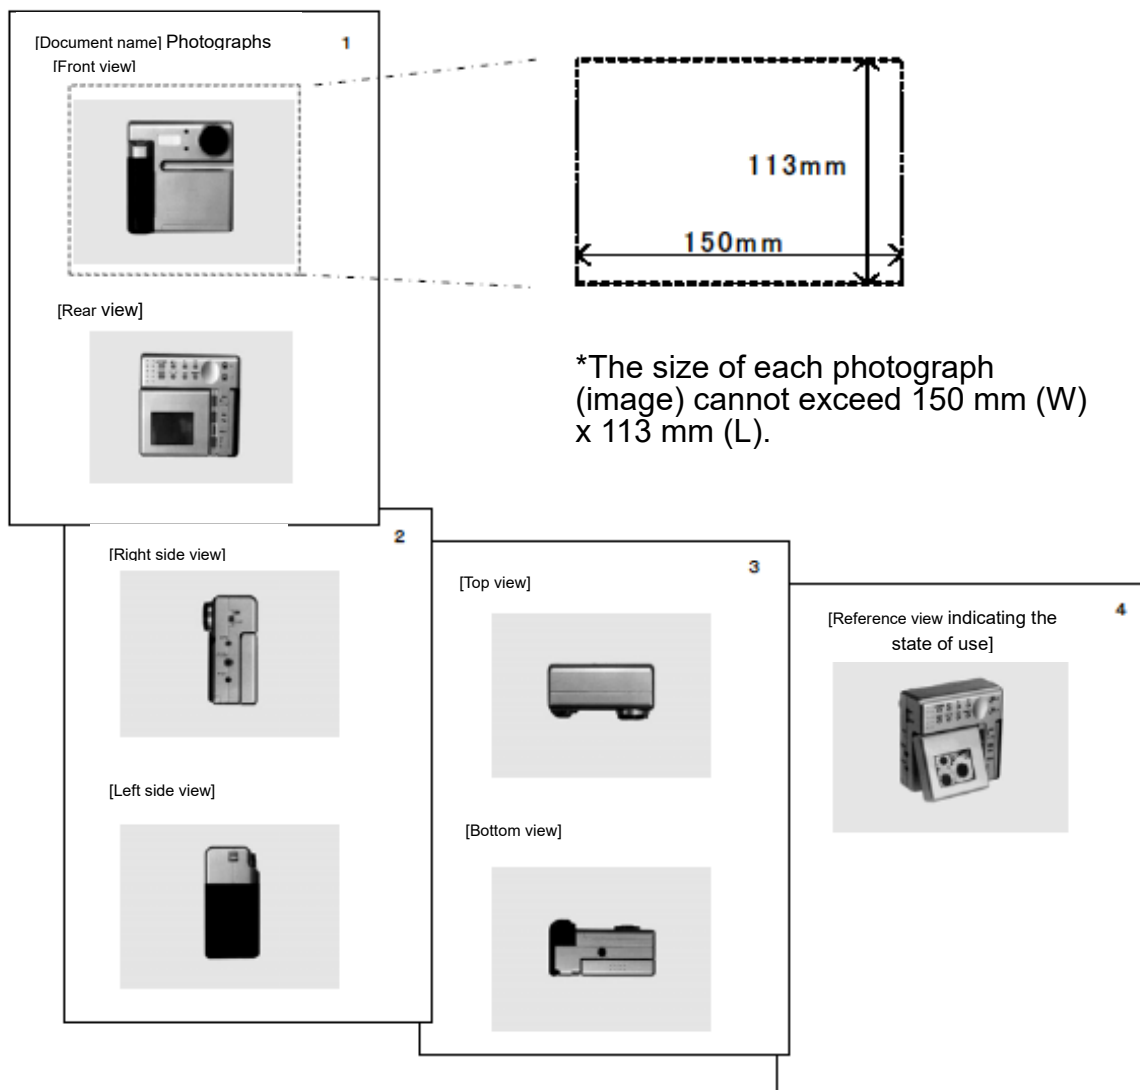 [Document name] Photographs 1
[Front view]
113mm
150mm
[Rear view]
*The size of each photograph
(image) cannot exceed 150 mm (W)
x 113 mm (L).
2
[Right side view]
[Left side view]
3
[Top view]
[Bottom view]
4
[Reference view indicating the
state of use]